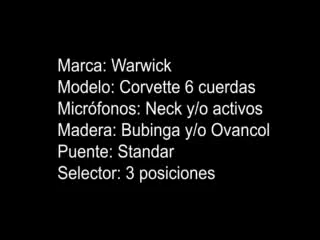 Marca: Warwick
Modelo: Corvette 6 cuerdas
Micrófonos: Neck y/o activos
Madera: Bubinga y/o Ovancol
Puente: Standar
Selector: 3 posiciones